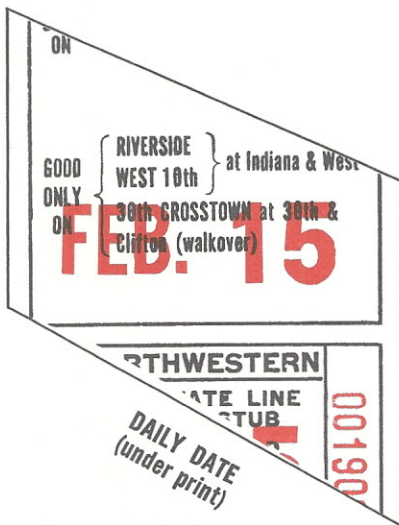 ON
GOOD
ONLY
ON
RIVERSIDE
WEST 10th
at Indiana & West
30th CROSSTOWN at 30th &
Clifton (walkover)
FEB. 15
RTHWESTERN
ATE LINE
STUB
DAILY DATE
(under print)
00190